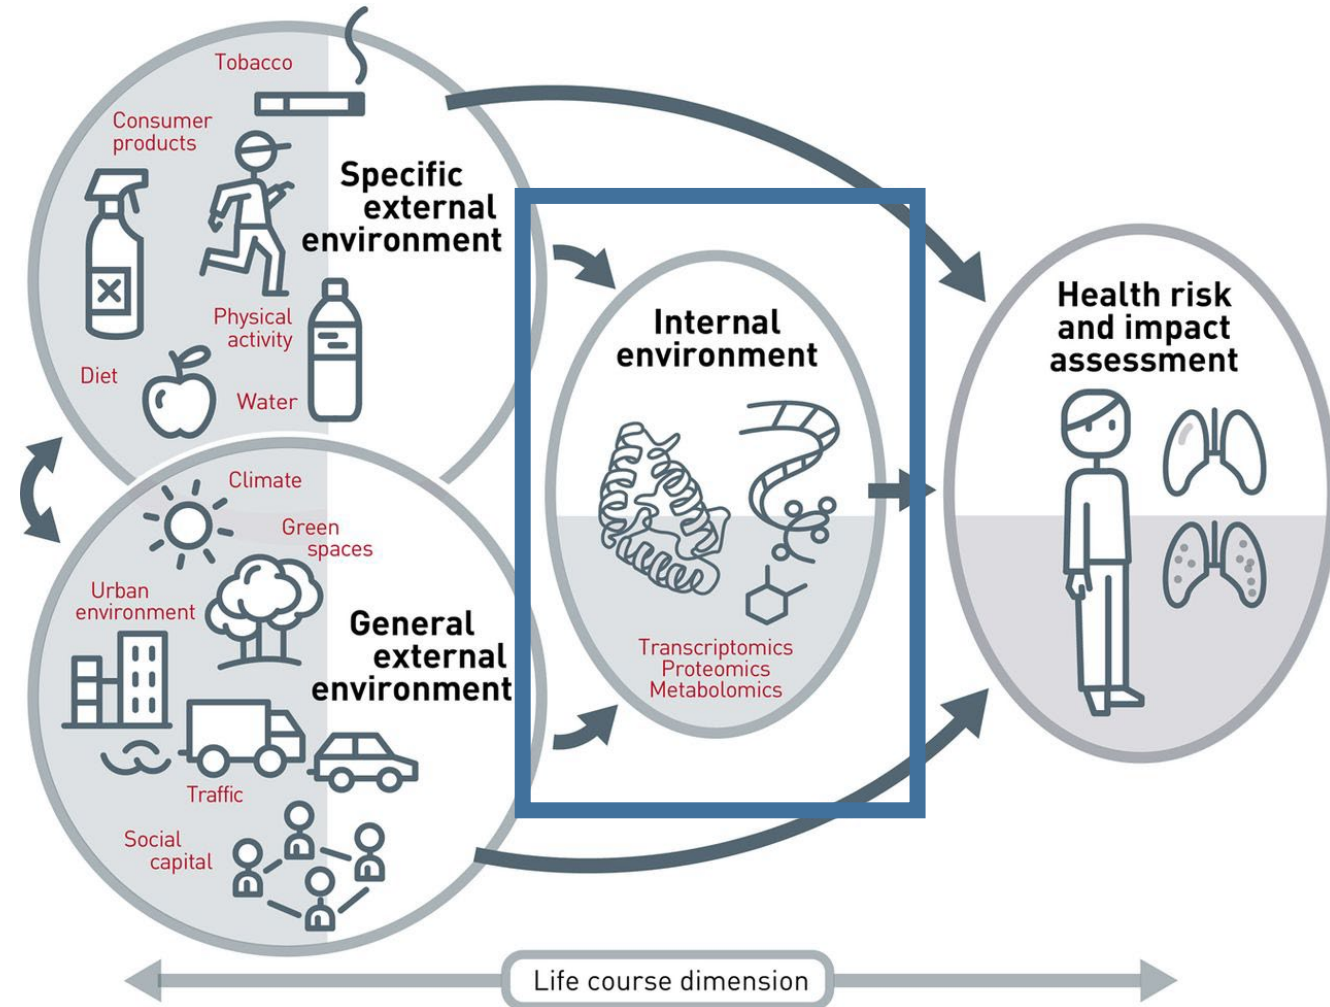 Tobacco
Consumer
products
Specific
external
environment
Physical
activity
Diet
Water
Climate
Green
spaces
Urban
environment
General
external
environment
Traffic
Social
capital
Internal
environment
Transcriptomics
Proteomics
Metabolomics
Health risk
and impact
assessment
Life course dimension